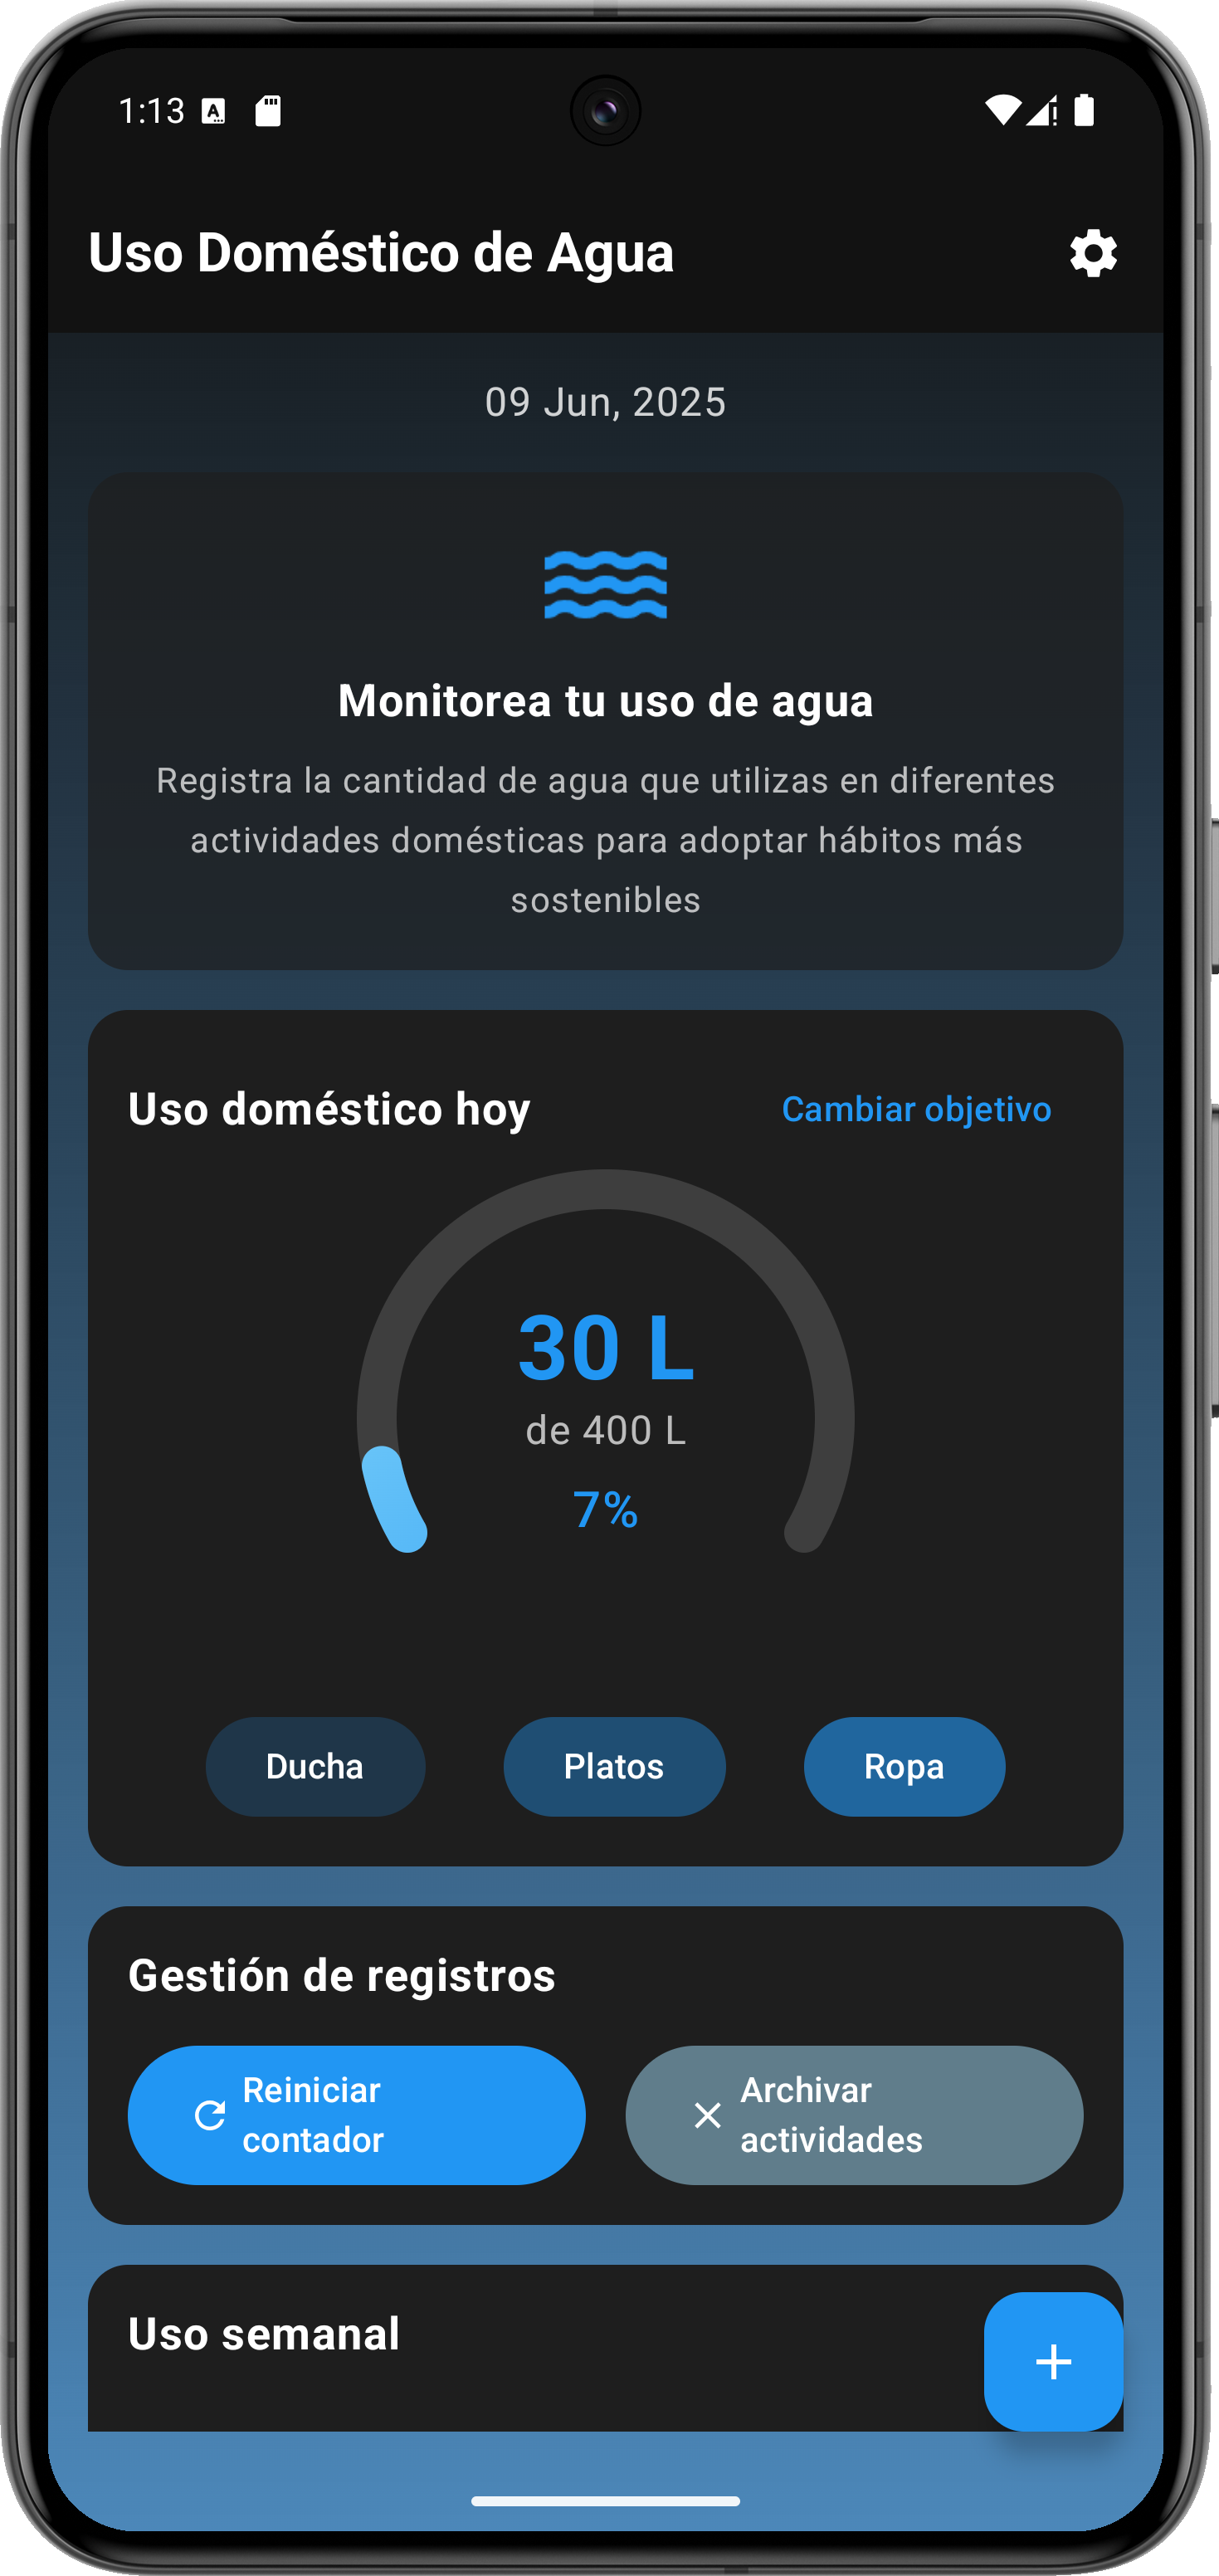 1:13
Uso Doméstico de Agua
09 Jun, 2025
Monitorea tu uso de agua
Registra la cantidad de agua que utilizas en diferentes
actividades domésticas para adoptar hábitos más
sostenibles
Uso doméstico hoy
Cambiar objetivo
30 L
de 400 L
7%
Ducha
Platos
Ropa
Gestión de registros
Reiniciar
contador
Archivar
actividades
Uso semanal